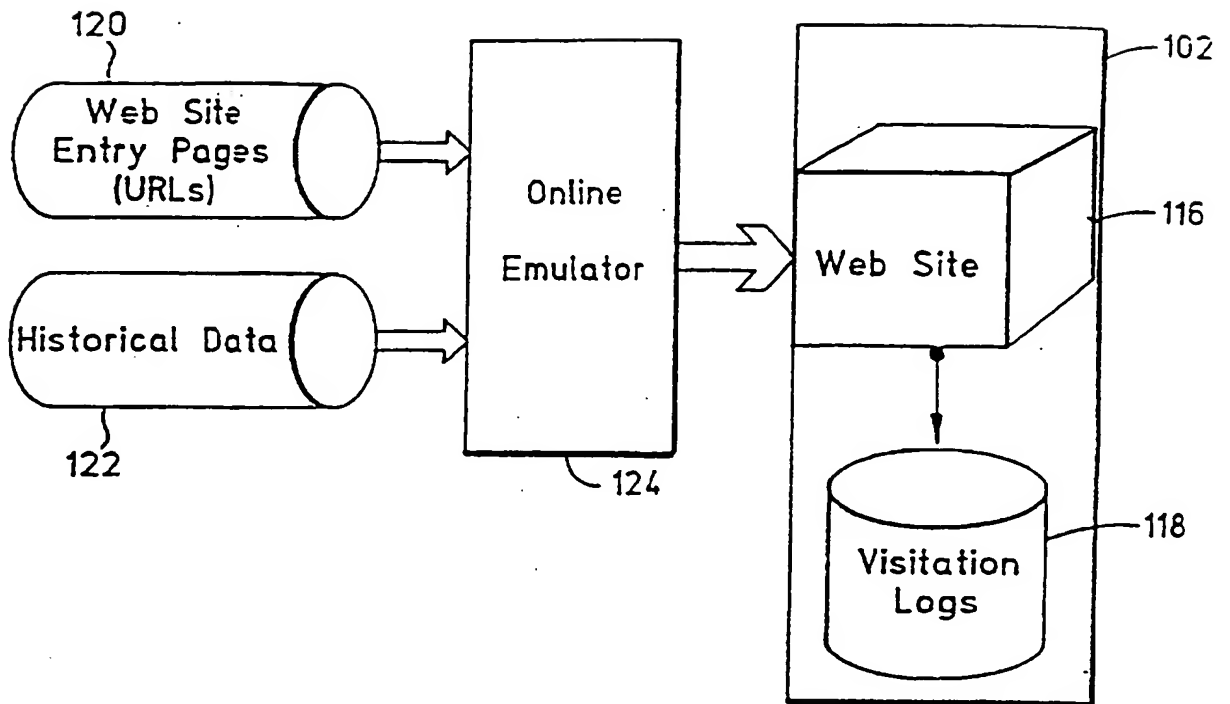 120
Web Site
Entry Pages
(URLs)
Historical Data
122
Online
Emulator
124
102
Web Site
116
Visitation
Logs
118